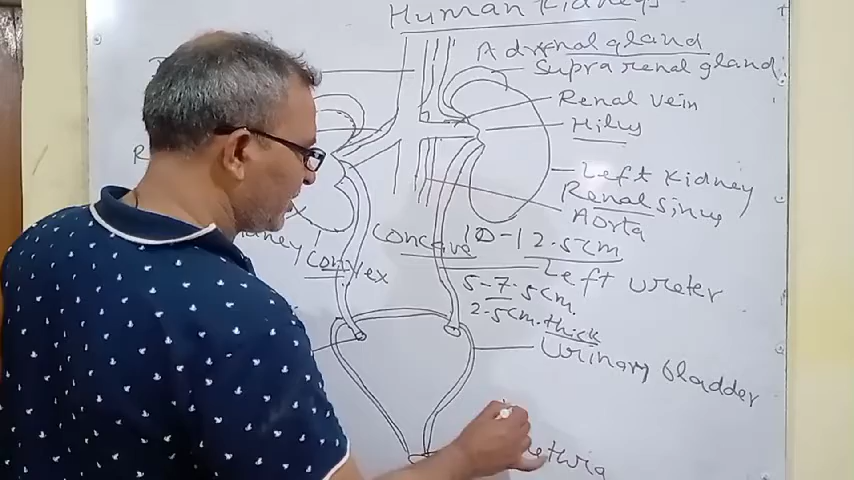 Human Kidneys
Adrenal gland
Supra renal gland
Renal vein
Hilus
Left Kidney
Renal Sinus
Aorta
Concave
10-12.5cm
Convex
Left ureter
5-7.5cm.
2.5cm.thick
Urinary bladder